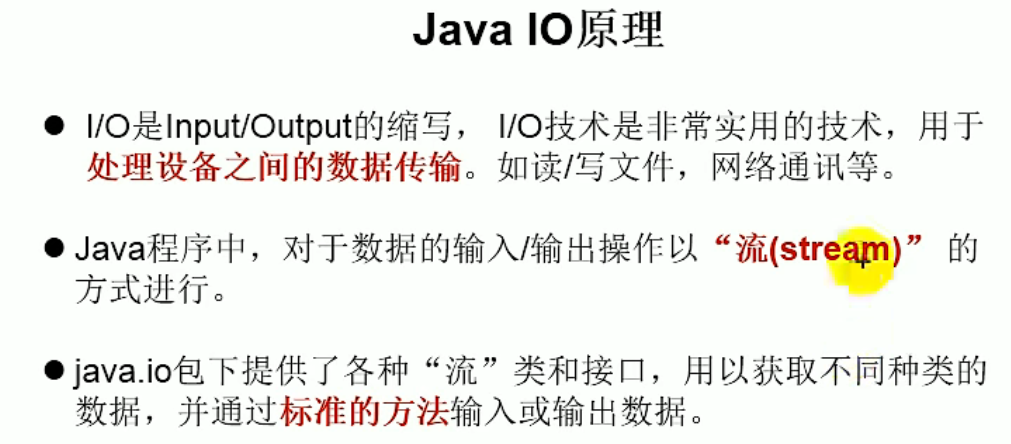 Java IO原理
● I/O是Input/Output的缩写， I/O技术是非常实用的技术，用于
处理设备之间的数据传输。如读/写文件，网络通讯等。
● Java程序中，对于数据的输入/输出操作以“流(stream)” 的
方式进行。
● java.io包下提供了各种“流”类和接口，用以获取不同种类的
数据，并通过标准的方法输入或输出数据。